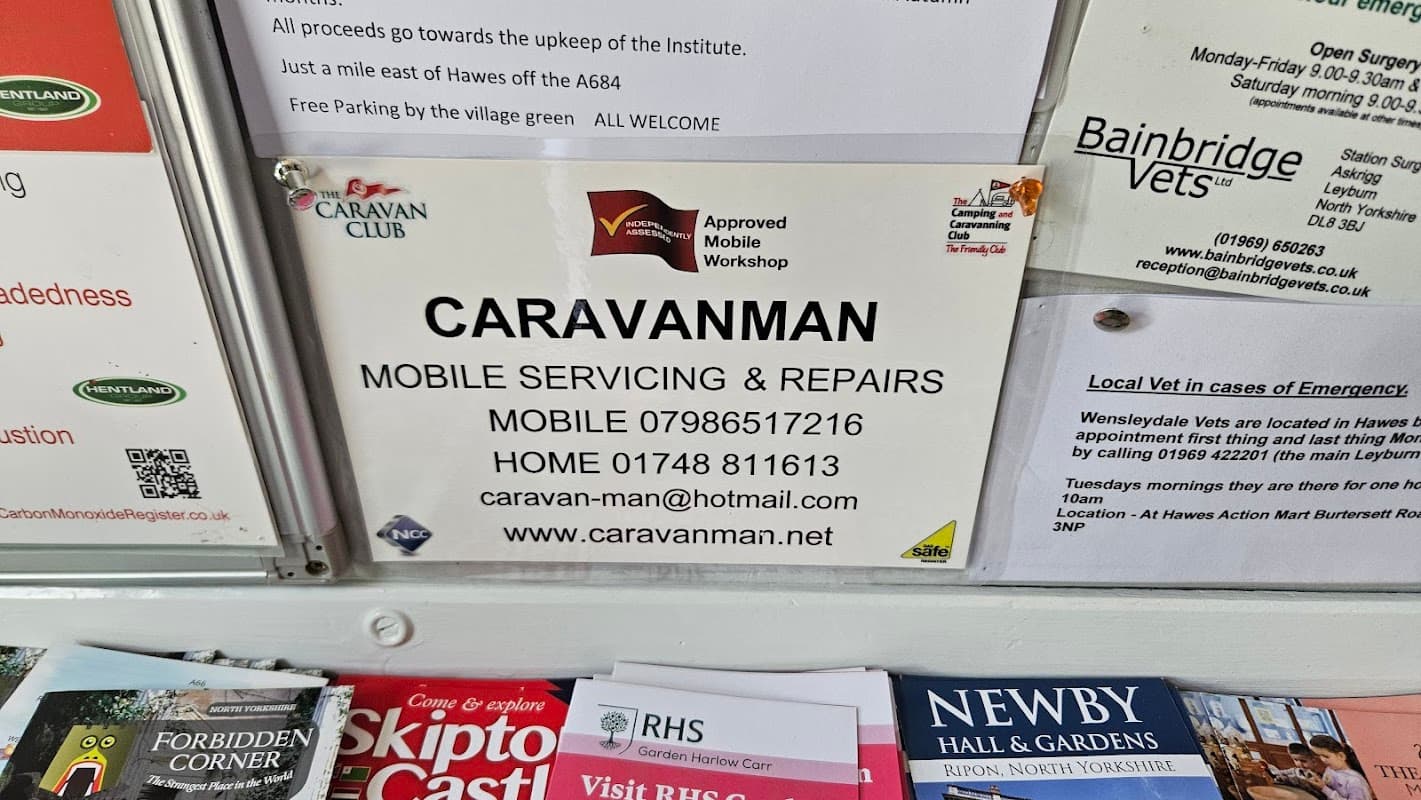 All proceeds go towards the upkeep of the Institute.
Just a mile east of Hawes off the A684
Free Parking by the village green ALL WELCOME
HENTLAND
GROUP
CarbonMonoxideRegister.co.uk
THE
CARAVAN
CLUB
INDEPENDENTLY
ASSESSED
Approved
Mobile
Workshop
The
Camping and
Caravanning
Club
The Friendly Club
CARAVANMAN
MOBILE SERVICING & REPAIRS
MOBILE 07986517216
HOME 01748 811613
caravan-man@hotmail.com
www.caravanman.net
NCC
GAS
safe
REGISTER
Open Surgery
Monday-Friday 9.00-9.30am &
Saturday morning 9.00-9.
(appointments available at other times
Bainbridge
Vets Ltd
Station Surg
Askrigg
Leyburn
North Yorkshire
DL8 3BJ
(01969) 650263
www.bainbridgevets.co.uk
reception@bainbridgevets.co.uk
Local Vet in cases of Emergency.
Wensleydale Vets are located in Hawes b
appointment first thing and last thing Mon
by calling 01969 422201 (the main Leyburn
Tuesdays mornings they are there for one ho
10am
Location - At Hawes Action Mart Burtersett Roa
3NP
A66
NORTH YORKSHIRE
FORBIDDEN
CORNER
The Strangest Place in the World
Come & explore
Skipto
Castl
RHS
Garden Harlow Carr
Visit RHS
NEWBY
HALL & GARDENS
RIPON, NORTH YORKSHIRE
THE